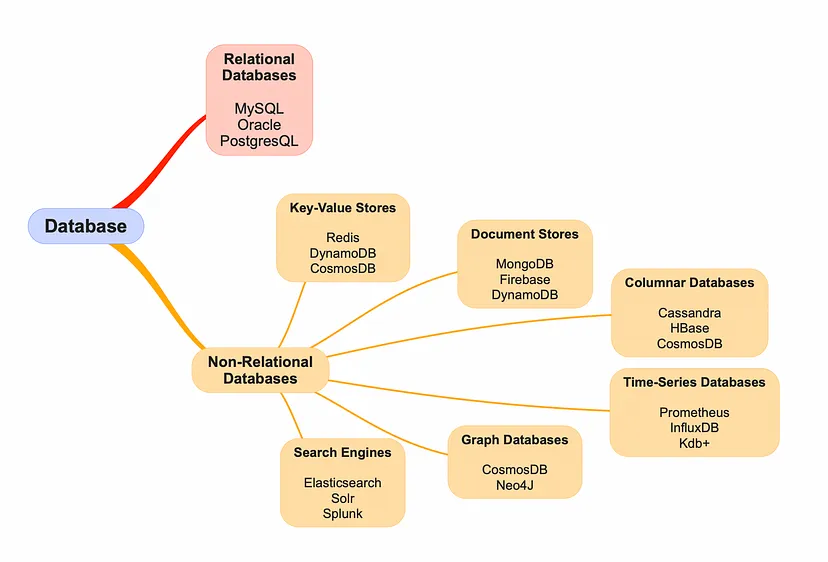 Relational
Databases
MySQL
Oracle
PostgresQL
Database
Key-Value Stores
Redis
DynamoDB
CosmosDB
Document Stores
MongoDB
Firebase
DynamoDB
Columnar Databases
Cassandra
HBase
CosmosDB
Non-Relational
Databases
Time-Series Databases
Prometheus
InfluxDB
Kdb+
Search Engines
Elasticsearch
Solr
Splunk
Graph Databases
CosmosDB
Neo4J